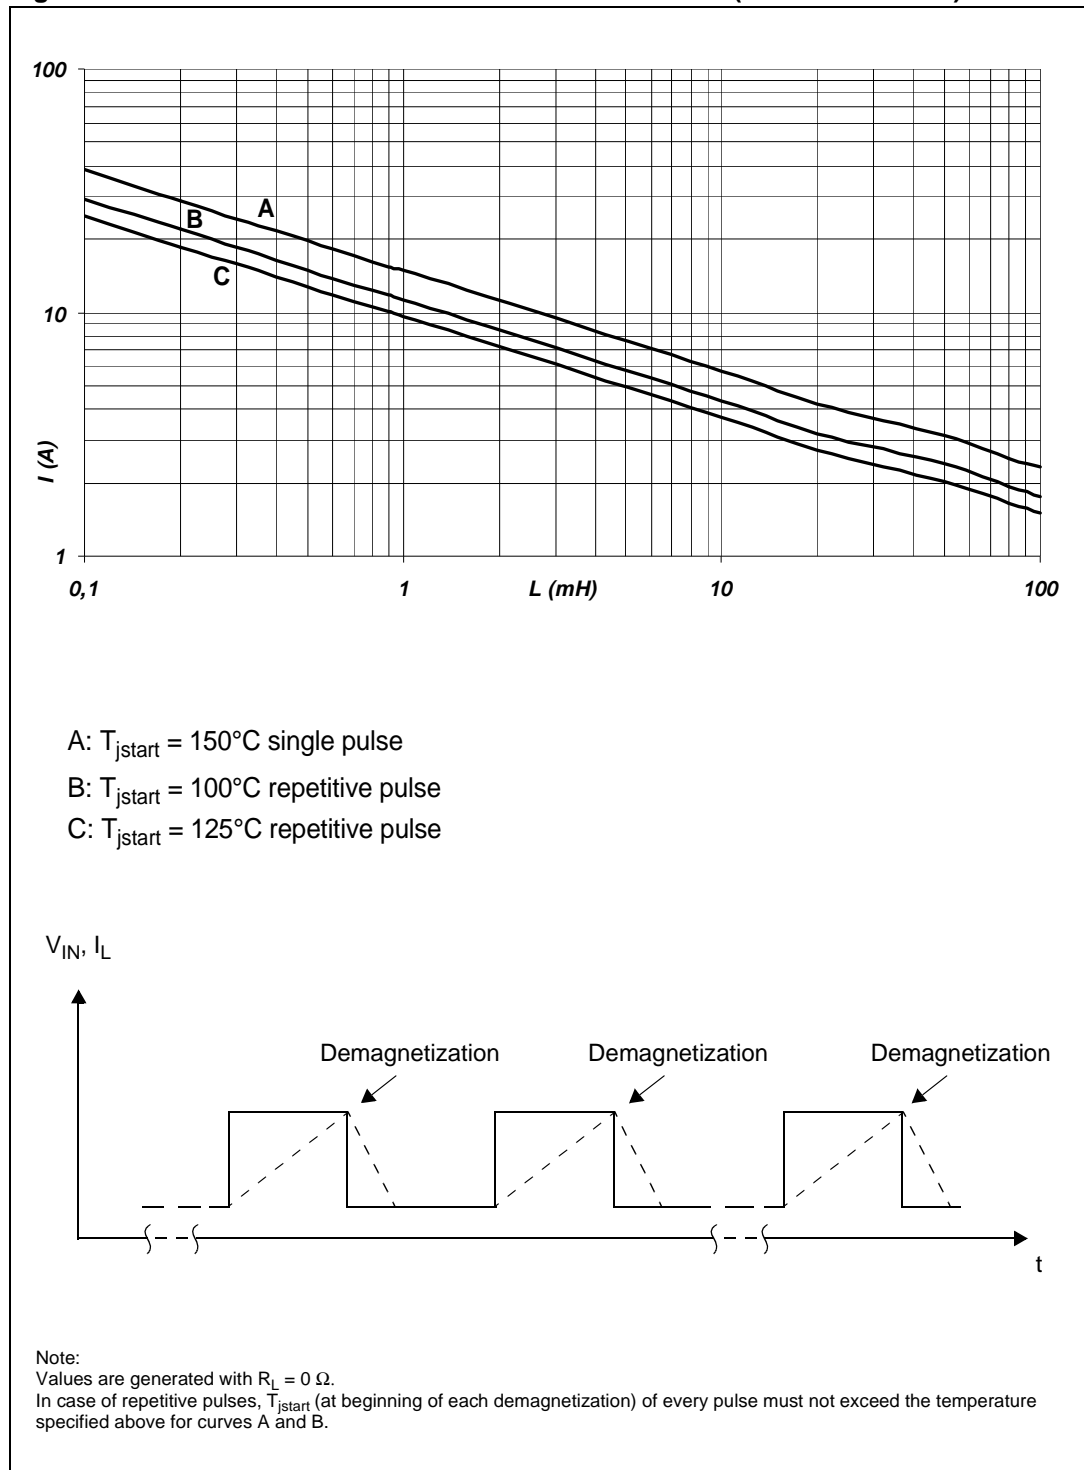 100
A
B
C
10
I (A)
1
0,1 1 L (mH) 10 100
A: Tjstart = 150°C single pulse
B: Tjstart = 100°C repetitive pulse
C: Tjstart = 125°C repetitive pulse
VIN, IL
Demagnetization Demagnetization Demagnetization
t
Note:
Values are generated with RL = 0 Ω.
In case of repetitive pulses, Tjstart (at beginning of each demagnetization) of every pulse must not exceed the temperature
specified above for curves A and B.